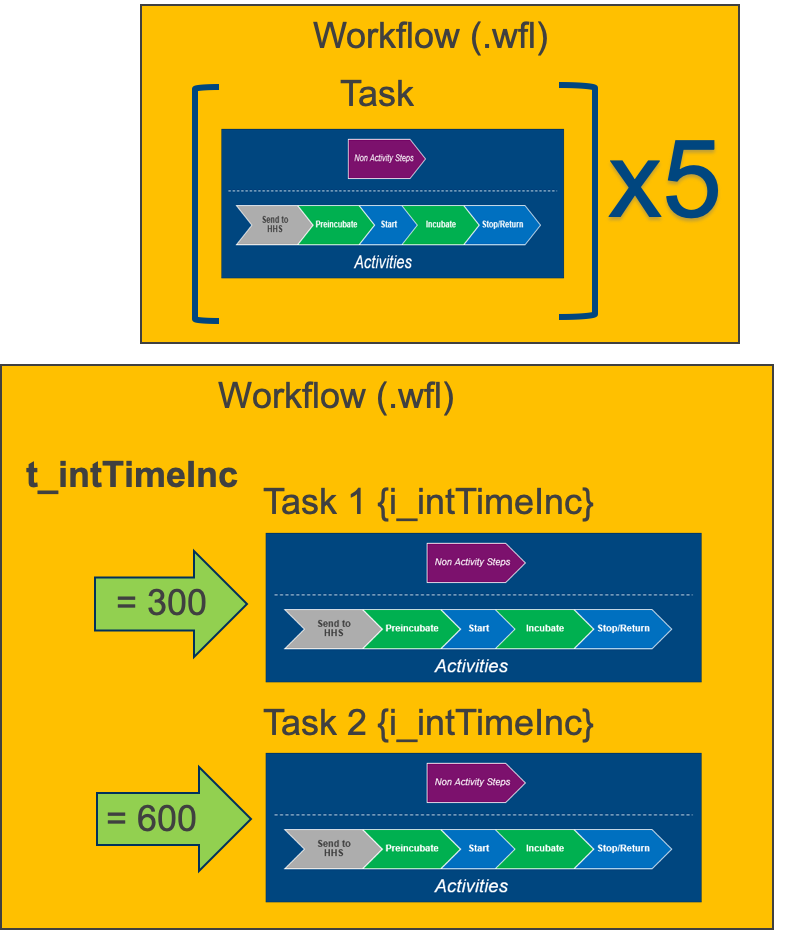 Workflow (.wfl)
Task
Non Activity Steps
Send to
HHS
Preincubate
Start
Incubate
Stop/Return
Activities
x5
Workflow (.wfl)
t_intTimeInc
Task 1 {i_intTimeInc}
Non Activity Steps
= 300
Send to
HHS
Preincubate
Start
Incubate
Stop/Return
Activities
Task 2 {i_intTimeInc}
Non Activity Steps
= 600
Send to
HHS
Preincubate
Start
Incubate
Stop/Return
Activities